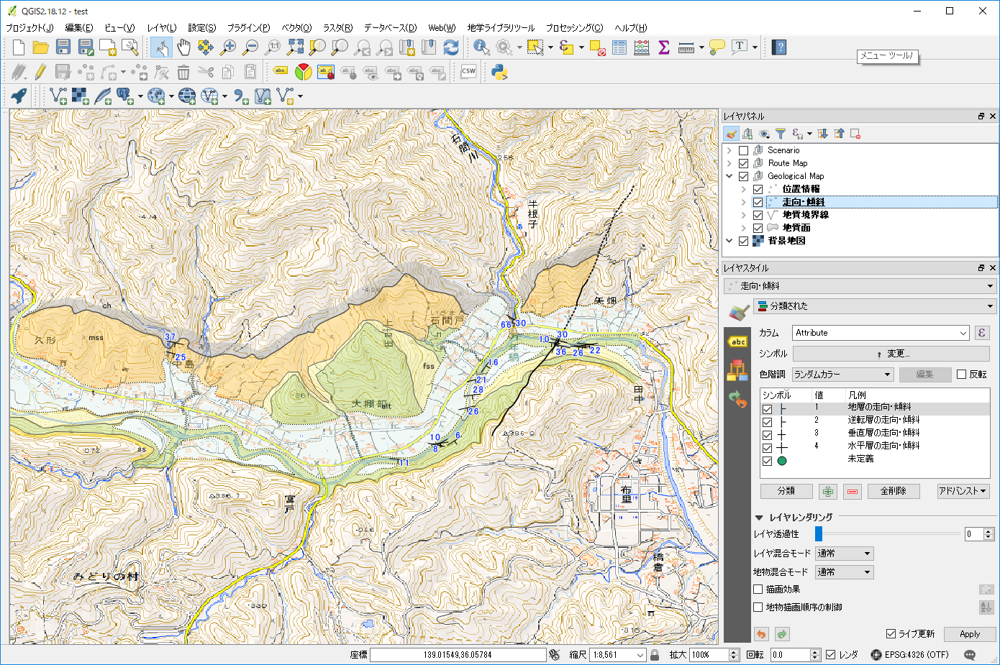 QGIS2.18.12 - test
プロジェクト(J) 編集(E) ビュー(V) レイヤ(L) 設定(S) プラグイン(P) ベクタ(O) ラスタ(R) データベース(D) Web(W) 地学ライブラリツール プロセッシング(C) ヘルプ(H)
メニュー ツール/
レイヤパネル
Scenario
Route Map
Geological Map
位置情報
走向・傾斜
地質境界線
地質面
背景地図
レイヤスタイル
走向・傾斜
分類された
カラム Attribute
シンボル 変更...
色階調 ランダムカラー 編集 反転
シンボル 値 凡例
1 地層の走向・傾斜
2 逆転層の走向・傾斜
3 垂直層の走向・傾斜
4 水平層の走向・傾斜
未定義
分類 全削除 アドバンスト
レイヤレンダリング
レイヤ透過性 0
レイヤ混合モード 通常
地物混合モード 通常
描画効果
地物描画順序の制御
ライブ更新 Apply
石間川
256
半根子
矢畑
石間戸
上吉田
久形
mss
ch
37
25
66
30
10
30
36
26
22
16
21
28
26
fss
大棚部
alt
t
ss
10
6
8
11
田中
布里
富戸
橋倉
みどりの村
316
座標 139.01549,36.05784 縮尺 1:8,561 拡大 100% 回転 0.0 レンダ EPSG:4326 (OTF)